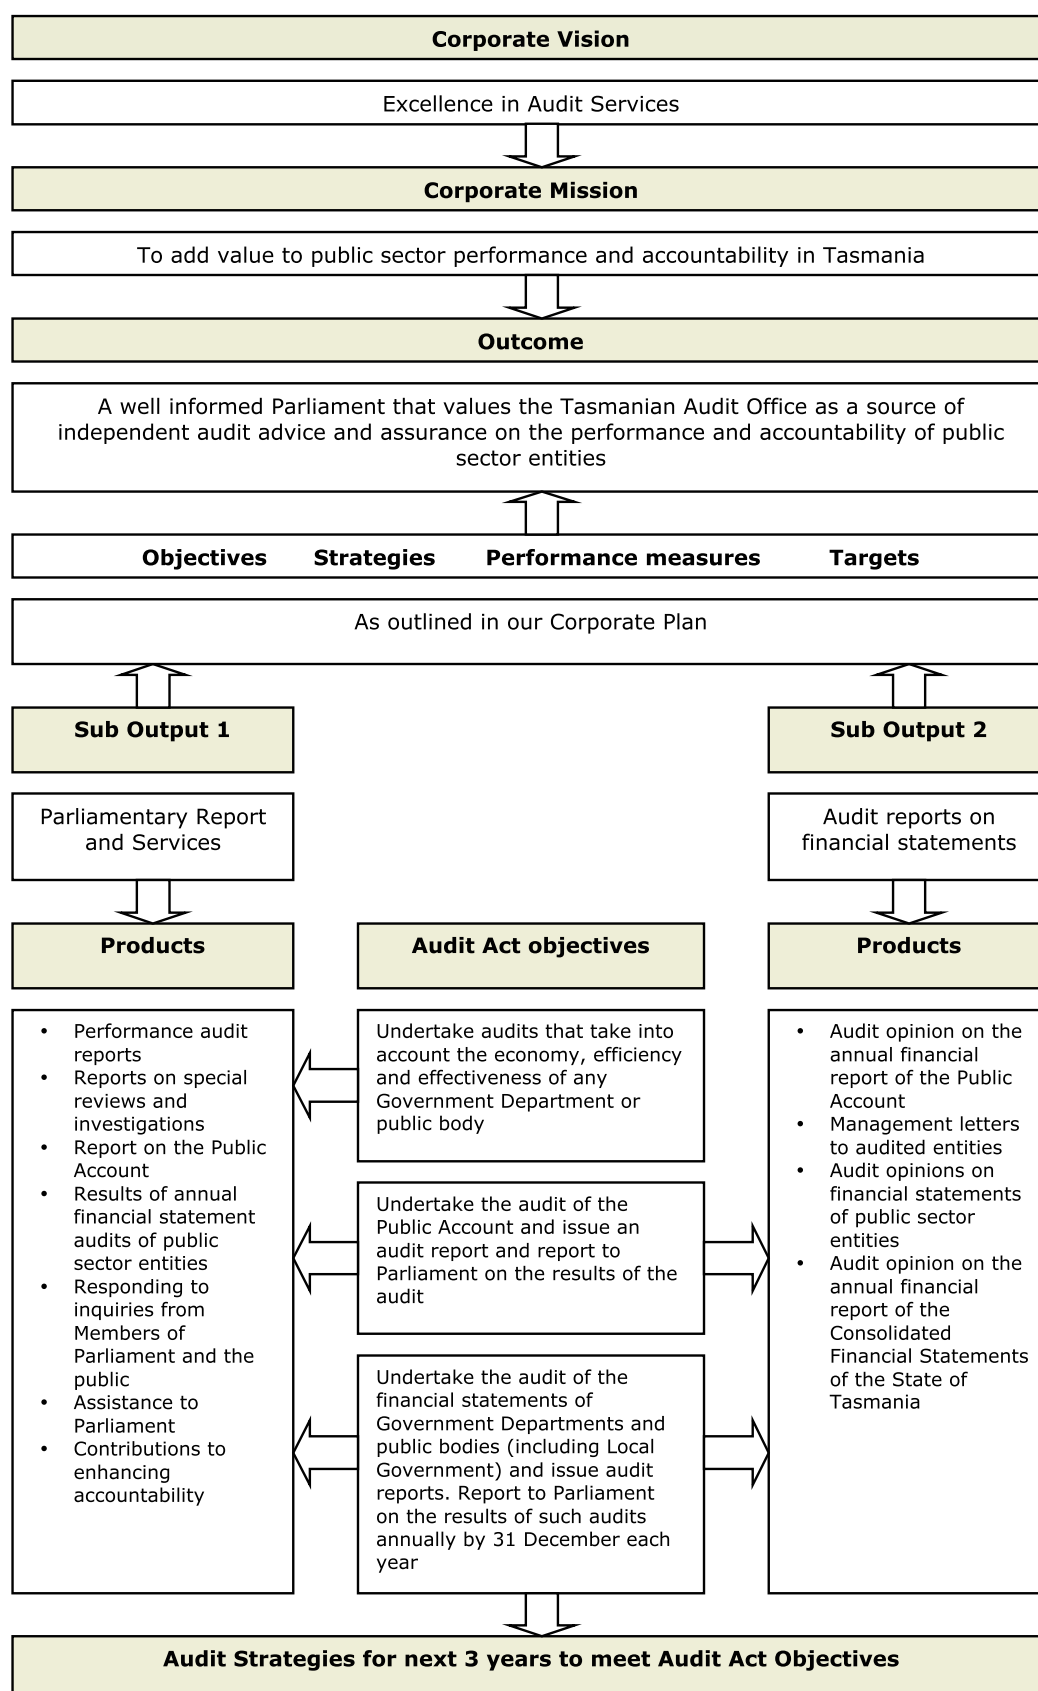 Corporate Vision
Excellence in Audit Services
Corporate Mission
To add value to public sector performance and accountability in Tasmania
Outcome
A well informed Parliament that values the Tasmanian Audit Office as a source of
independent audit advice and assurance on the performance and accountability of public
sector entities
Objectives Strategies Performance measures Targets
As outlined in our Corporate Plan
Sub Output 1
Parliamentary Report
and Services
Sub Output 2
Audit reports on
financial statements
Products
• Performance audit
reports
• Reports on special
reviews and
investigations
• Report on the Public
Account
• Results of annual
financial statement
audits of public
sector entities
• Responding to
inquiries from
Members of
Parliament and the
public
• Assistance to
Parliament
• Contributions to
enhancing
accountability
Audit Act objectives
Undertake audits that take into
account the economy, efficiency
and effectiveness of any
Government Department or
public body
Undertake the audit of the
Public Account and issue an
audit report and report to
Parliament on the results of the
audit
Undertake the audit of the
financial statements of
Government Departments and
public bodies (including Local
Government) and issue audit
reports. Report to Parliament
on the results of such audits
annually by 31 December each
year
Products
• Audit opinion on the
annual financial
report of the Public
Account
• Management letters
to audited entities
• Audit opinions on
financial statements
of public sector
entities
• Audit opinion on the
annual financial
report of the
Consolidated
Financial Statements
of the State of
Tasmania
Audit Strategies for next 3 years to meet Audit Act Objectives